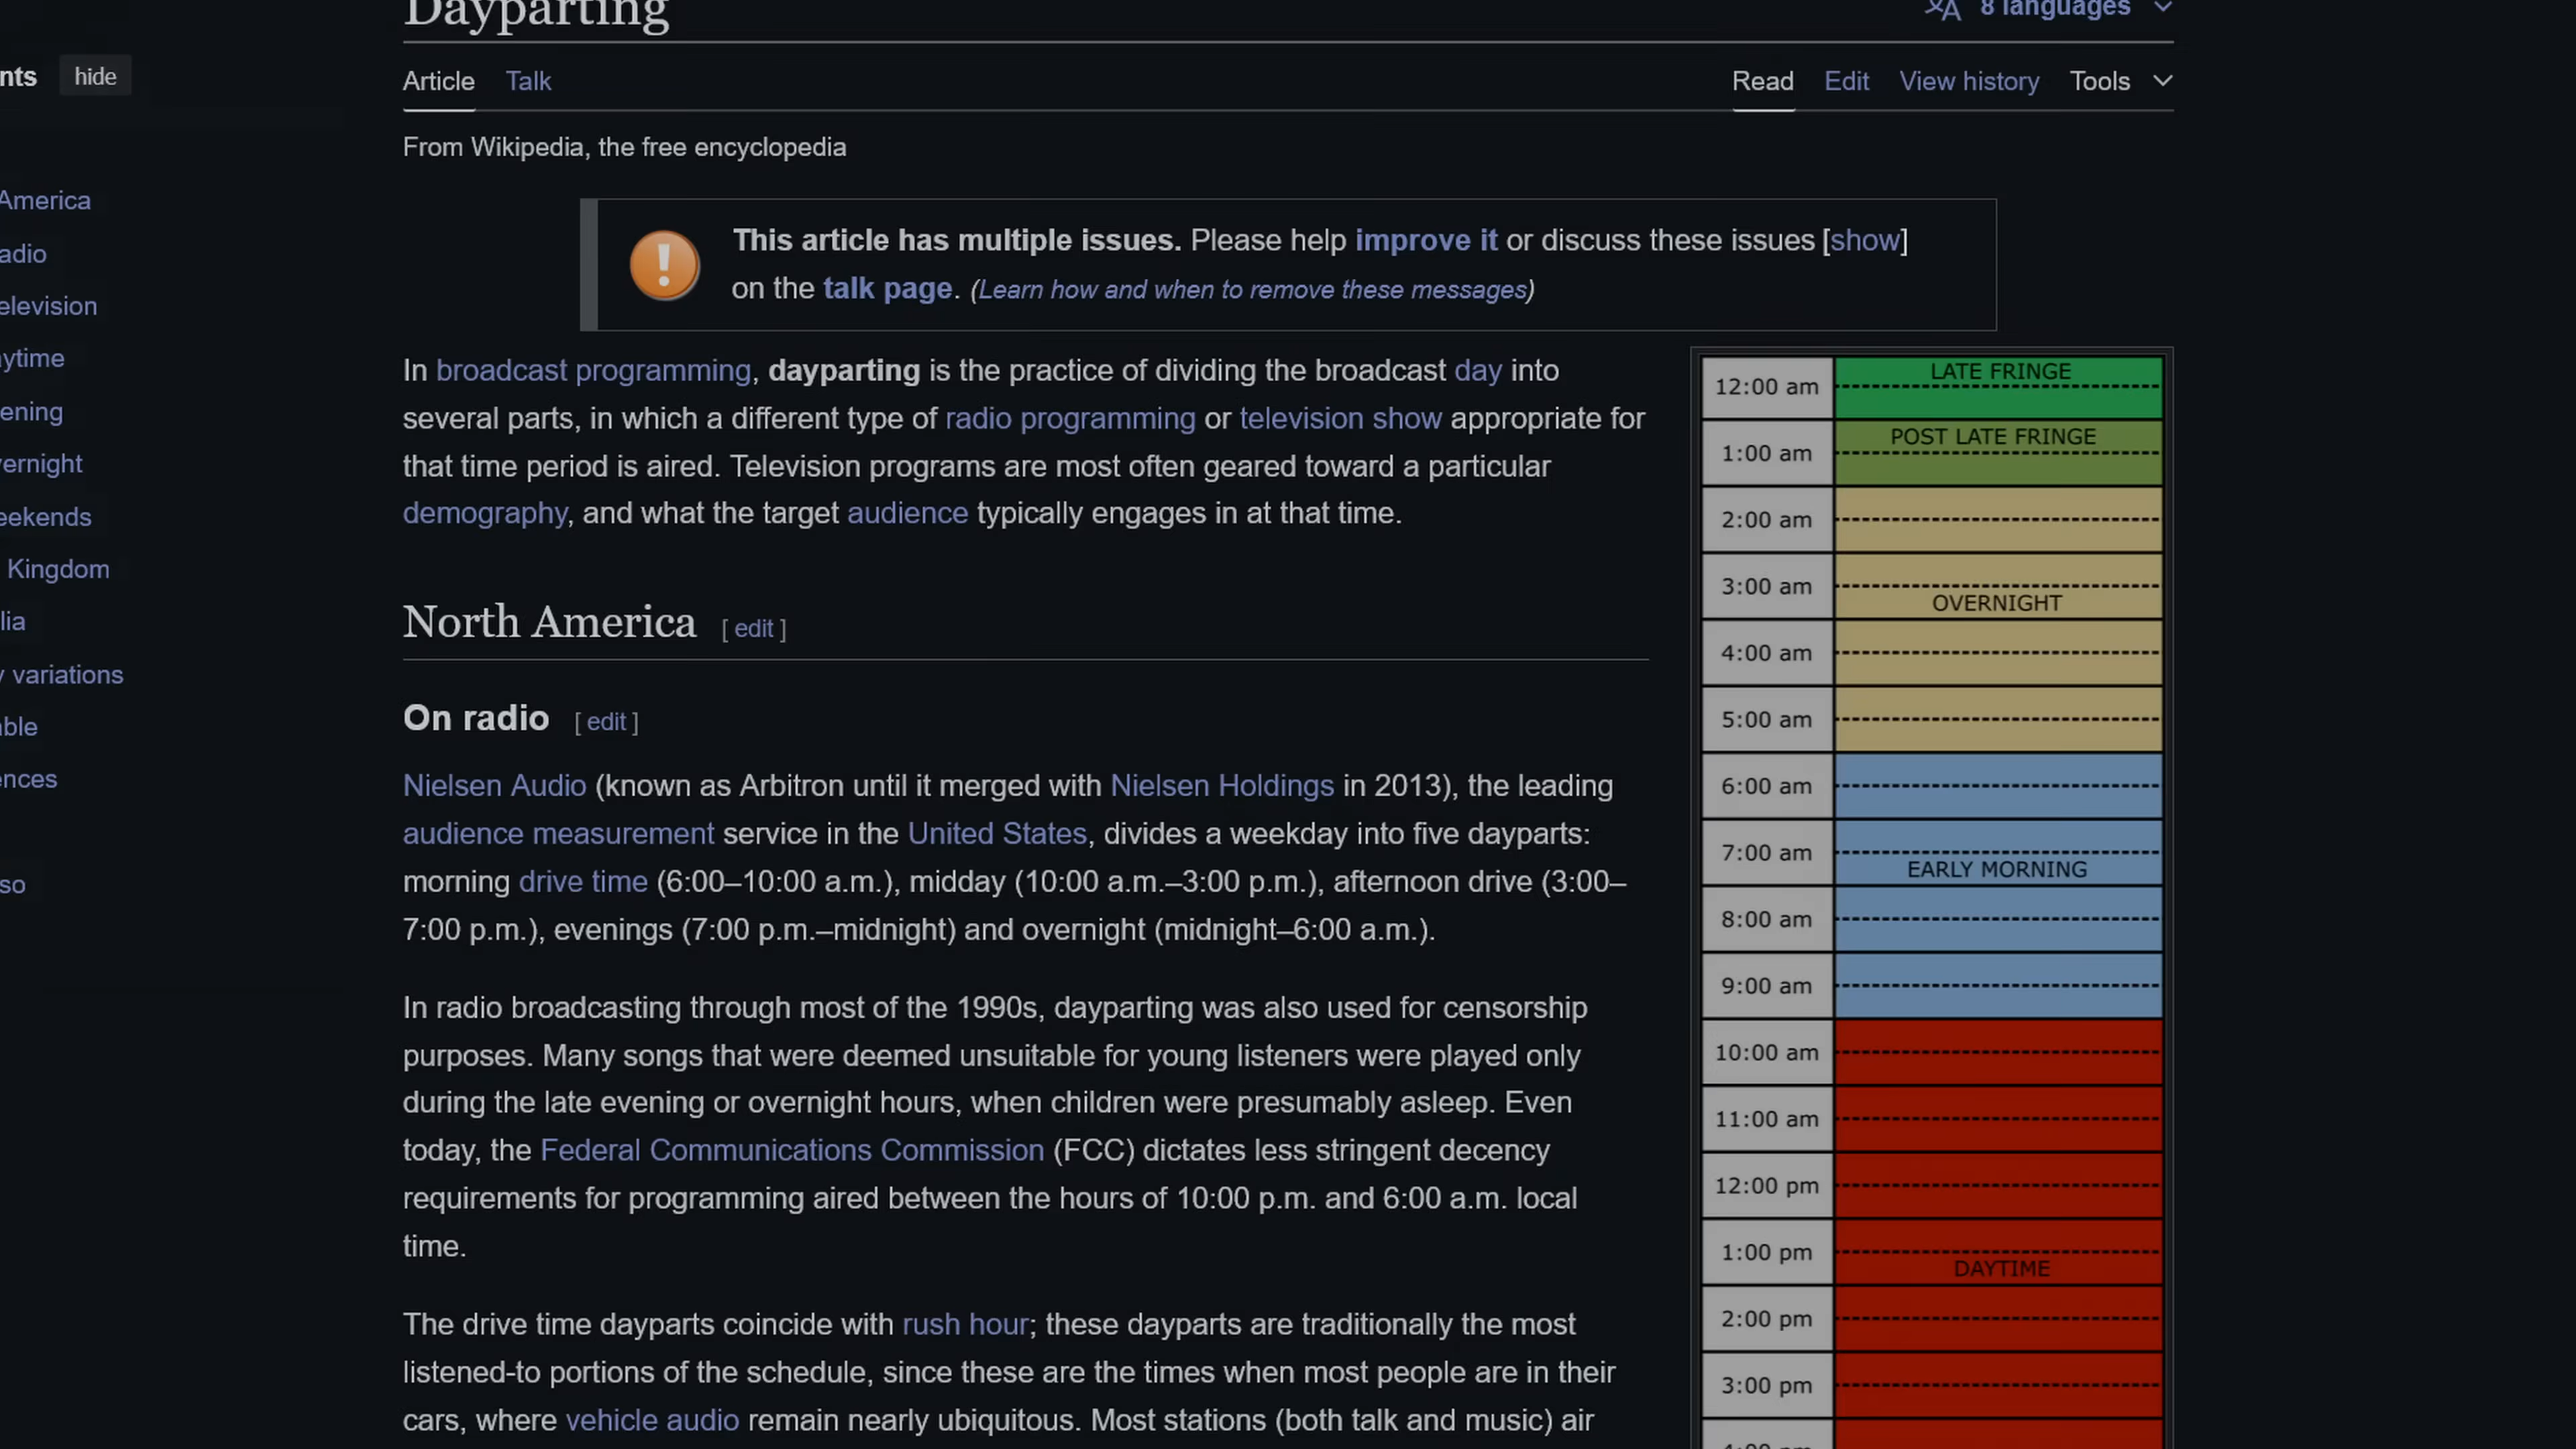 Dayparting
8 languages
nts hide
Article Talk
Read Edit View history Tools
From Wikipedia, the free encyclopedia
America
adio
elevision
ytime
ening
ernight
eekends
Kingdom
lia
y variations
able
ences
so
This article has multiple issues. Please help improve it or discuss these issues [show]
on the talk page. (Learn how and when to remove these messages)
In broadcast programming, dayparting is the practice of dividing the broadcast day into
several parts, in which a different type of radio programming or television show appropriate for
that time period is aired. Television programs are most often geared toward a particular
demography, and what the target audience typically engages in at that time.
North America [ edit ]
On radio [ edit ]
Nielsen Audio (known as Arbitron until it merged with Nielsen Holdings in 2013), the leading
audience measurement service in the United States, divides a weekday into five dayparts:
morning drive time (6:00–10:00 a.m.), midday (10:00 a.m.–3:00 p.m.), afternoon drive (3:00–
7:00 p.m.), evenings (7:00 p.m.–midnight) and overnight (midnight–6:00 a.m.).
In radio broadcasting through most of the 1990s, dayparting was also used for censorship
purposes. Many songs that were deemed unsuitable for young listeners were played only
during the late evening or overnight hours, when children were presumably asleep. Even
today, the Federal Communications Commission (FCC) dictates less stringent decency
requirements for programming aired between the hours of 10:00 p.m. and 6:00 a.m. local
time.
The drive time dayparts coincide with rush hour; these dayparts are traditionally the most
listened-to portions of the schedule, since these are the times when most people are in their
cars, where vehicle audio remain nearly ubiquitous. Most stations (both talk and music) air
12:00 am LATE FRINGE
1:00 am POST LATE FRINGE
2:00 am
3:00 am OVERNIGHT
4:00 am
5:00 am
6:00 am
7:00 am EARLY MORNING
8:00 am
9:00 am
10:00 am
11:00 am
12:00 pm
1:00 pm DAYTIME
2:00 pm
3:00 pm